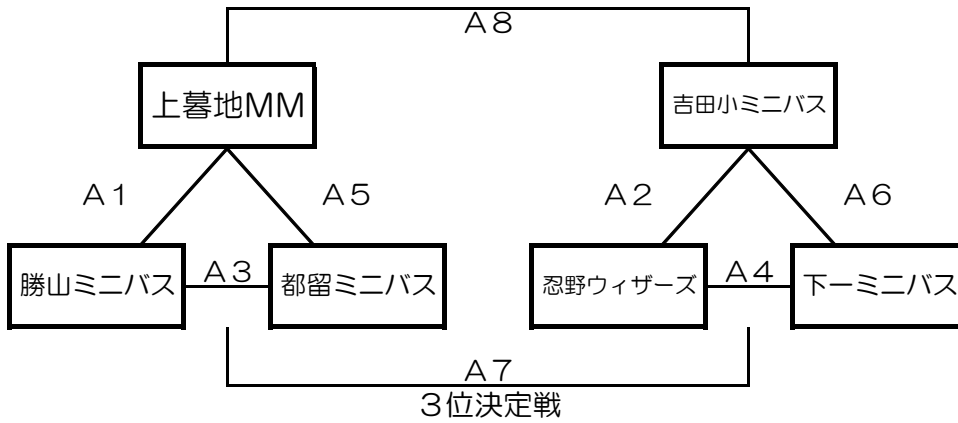 A8
上暮地MM
吉田小ミニバス
A1
A5
A2
A6
勝山ミニバス
A3
都留ミニバス
忍野ウィザーズ
A4
下一ミニバス
A7
3位決定戦